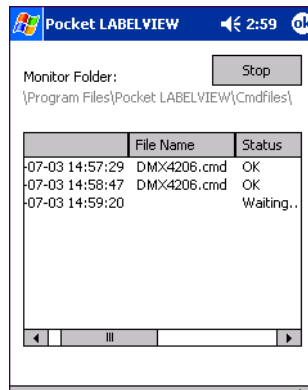 Pocket LABELVIEW 2:59 ok
Stop
Monitor Folder:
\Program Files\Pocket LABELVIEW\Cmdfiles\
File Name Status
-07-03 14:57:29 DMX4206.cmd OK
-07-03 14:58:47 DMX4206.cmd OK
-07-03 14:59:20 Waiting..